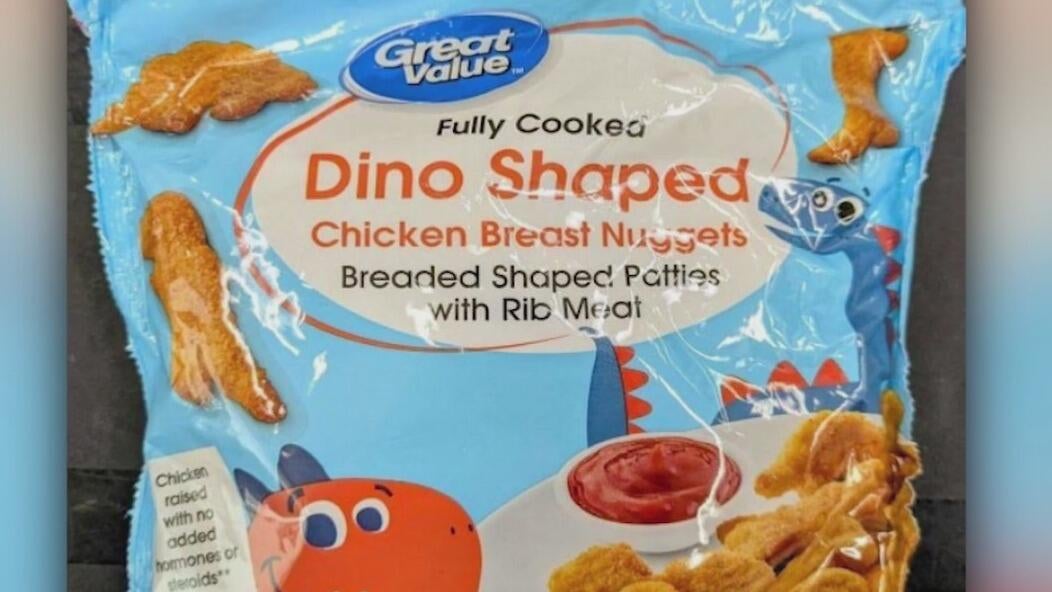 Great
Value™
Fully Cooked
Dino Shaped
Chicken Breast Nuggets
Breaded Shaped Patties
with Rib Meat
Chicken
raised
with no
added
hormones or
steroids**